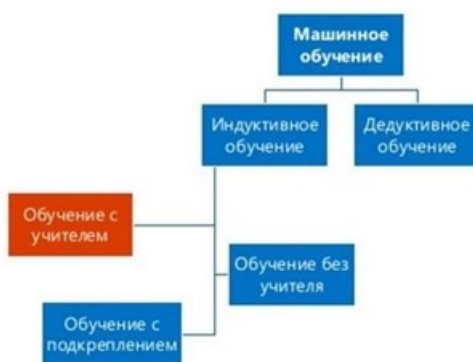 Машинное
обучение
Индуктивное
обучение
Дедуктивное
обучение
Обучение с
учителем
Обучение без
учителя
Обучение с
подкреплением